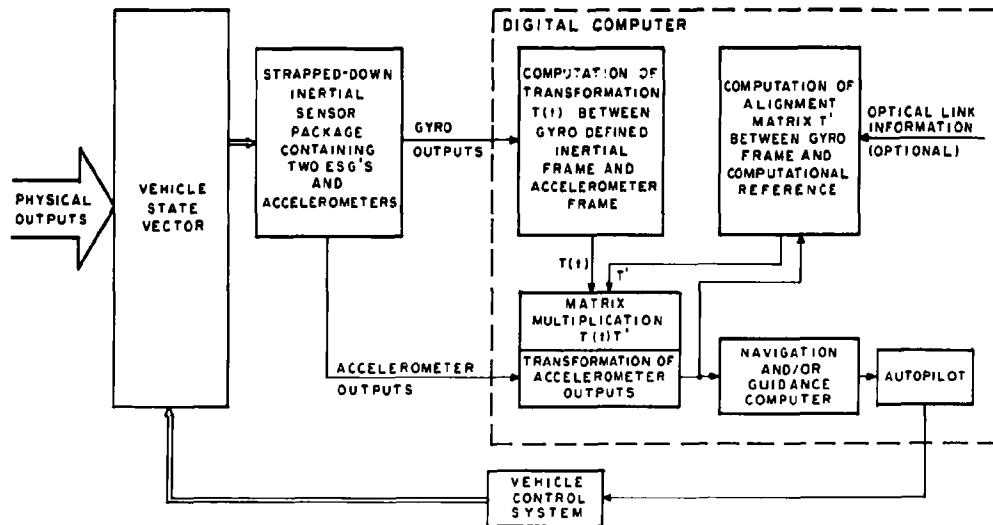 DIGITAL COMPUTER
STRAPPED-DOWN
INERTIAL
SENSOR
PACKAGE
CONTAINING
TWO ESG'S
AND
ACCELEROMETERS
GYRO
OUTPUTS
COMPUTATION OF
TRANSFORMATION
T(t) BETWEEN
GYRO DEFINED
INERTIAL
FRAME AND
ACCELEROMETER
FRAME
COMPUTATION OF
ALIGNMENT
MATRIX T'
BETWEEN GYRO
FRAME AND
COMPUTATIONAL
REFERENCE
OPTICAL LINK
INFORMATION
(OPTIONAL)
PHYSICAL
OUTPUTS
VEHICLE
STATE
VECTOR
T(t)
T'
MATRIX
MULTIPLICATION
T(t)T'
TRANSFORMATION OF
ACCELEROMETER
OUTPUTS
ACCELEROMETER
OUTPUTS
NAVIGATION
AND/OR
GUIDANCE
COMPUTER
AUTOPILOT
VEHICLE
CONTROL
SYSTEM